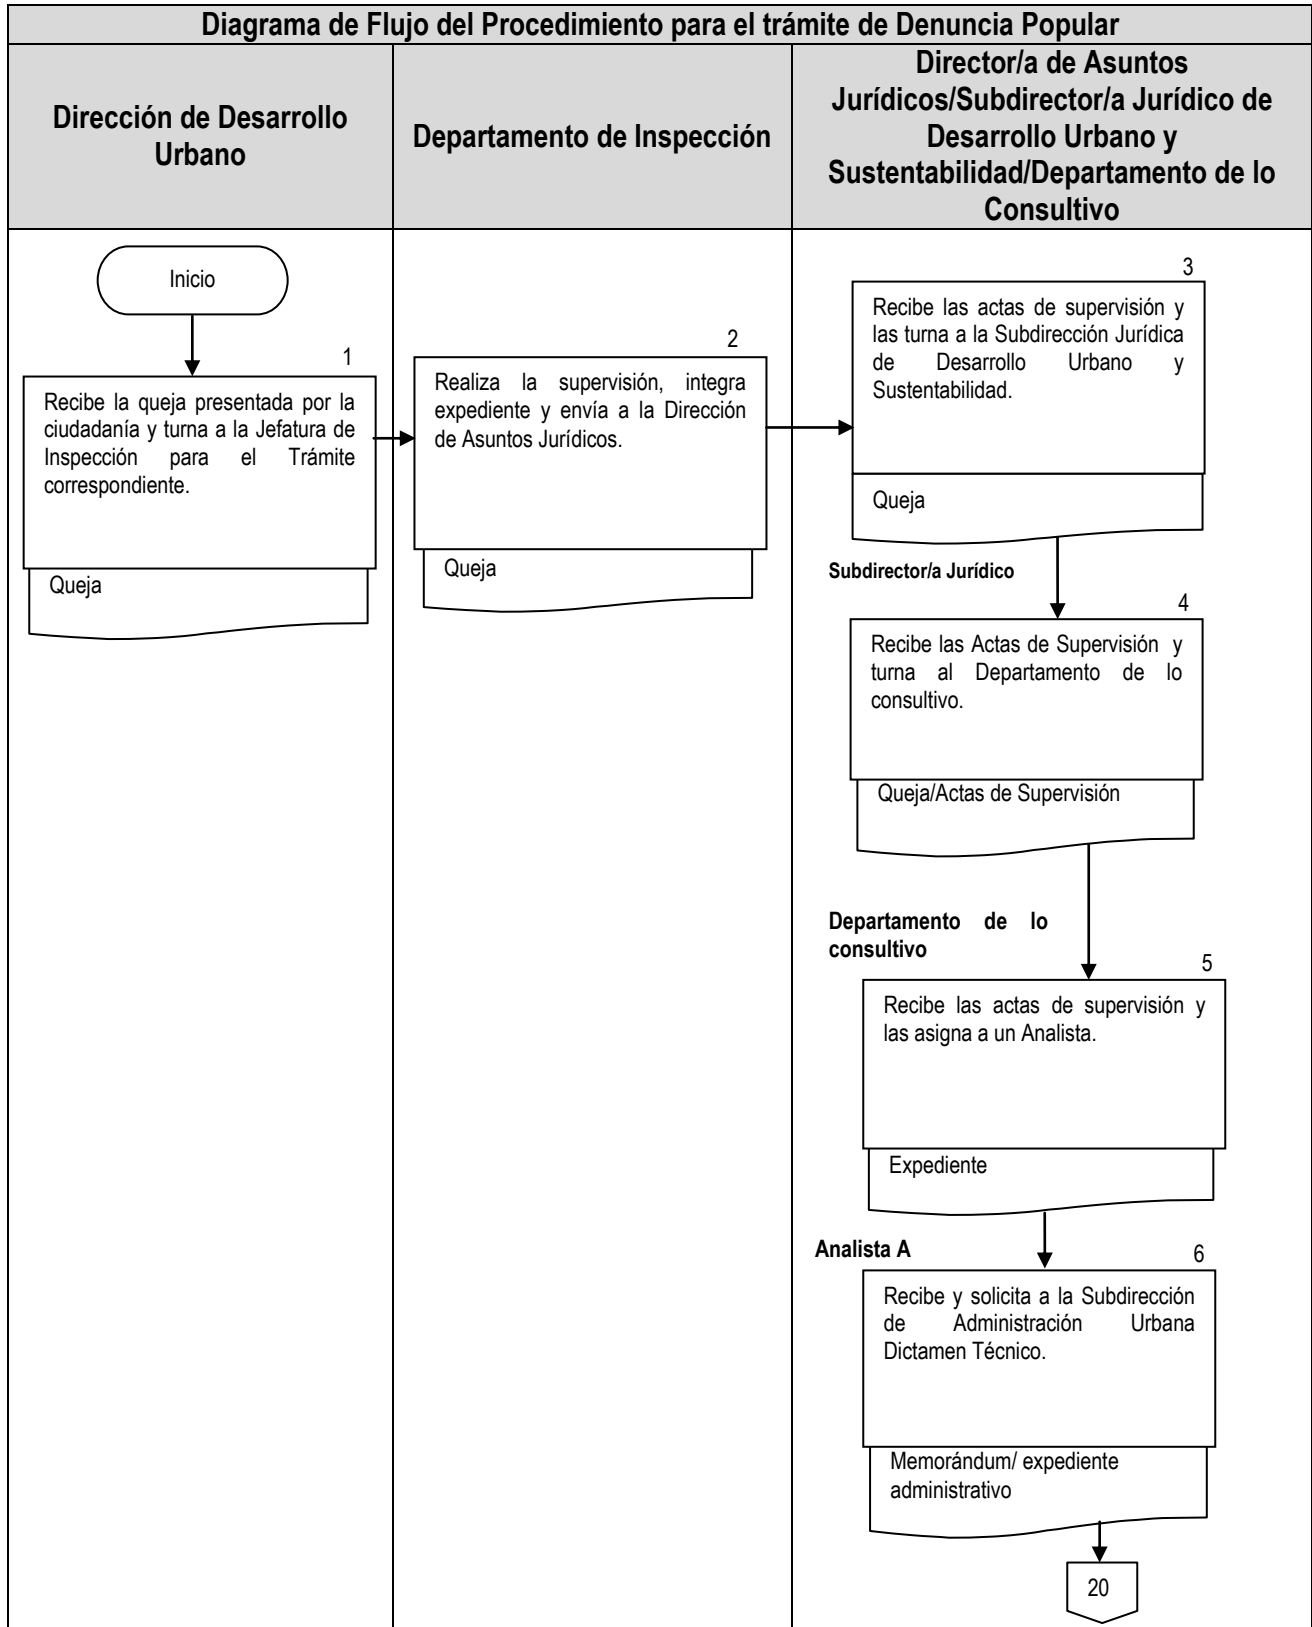 Diagrama de Flujo del Procedimiento para el trámite de Denuncia Popular
Dirección de Desarrollo
Urbano
Departamento de Inspección
Director/a de Asuntos
Jurídicos/Subdirector/a Jurídico de
Desarrollo Urbano y
Sustentabilidad/Departamento de lo
Consultivo
Inicio
1
Recibe la queja presentada por la
ciudadanía y turna a la Jefatura de
Inspección para el Trámite
correspondiente.
Queja
2
Realiza la supervisión, integra
expediente y envía a la Dirección
de Asuntos Jurídicos.
Queja
3
Recibe las actas de supervisión y
las turna a la Subdirección Jurídica
de Desarrollo Urbano y
Sustentabilidad.
Queja
Subdirector/a Jurídico
4
Recibe las Actas de Supervisión y
turna al Departamento de lo
consultivo.
Queja/Actas de Supervisión
Departamento de lo
consultivo
5
Recibe las actas de supervisión y
las asigna a un Analista.
Expediente
Analista A
6
Recibe y solicita a la Subdirección
de Administración Urbana
Dictamen Técnico.
Memorándum/ expediente
administrativo
20